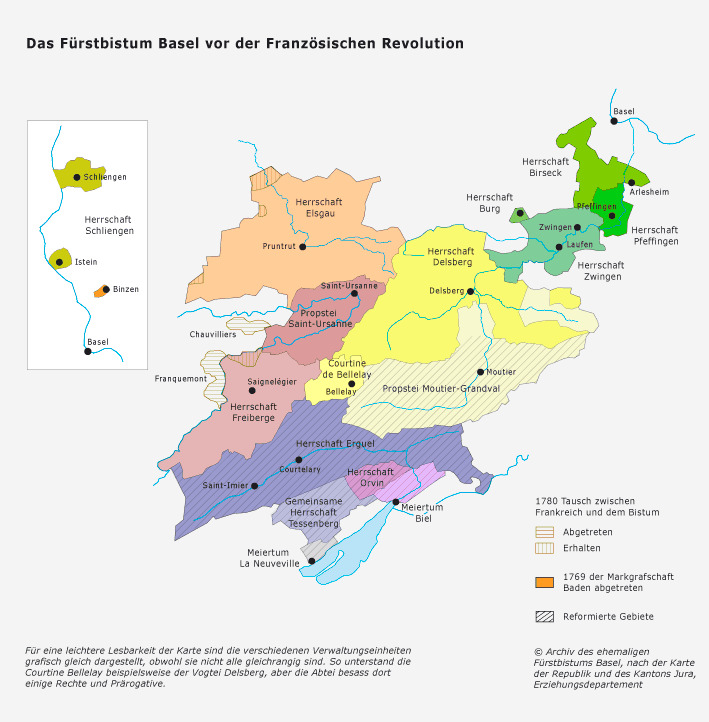 Das Fürstbistum Basel vor der Französischen Revolution
Schliengen
Herrschaft
Schliengen
Istein
Binzen
Basel
Basel
Herrschaft
Birseck
Arlesheim
Herrschaft
Burg
Pfeffingen
Zwingen
Laufen
Herrschaft
Pfeffingen
Herrschaft
Zwingen
Herrschaft
Elsgau
Pruntrut
Herrschaft
Delsberg
Delsberg
Saint-Ursanne
Propstei
Saint-Ursanne
Chauvilliers
Franquemont
Courtine
de Bellelay
Bellelay
Moutier
Propstei Moutier-Grandval
Saignelégier
Herrschaft
Freiberge
Herrschaft Erguel
Courtelary
Saint-Imier
Herrschaft
Orvin
Gemeinsame
Herrschaft
Tessenberg
Meiertum
Biel
Meiertum
La Neuveville
1780 Tausch zwischen
Frankreich und dem Bistum
Abgetreten
Erhalten
1769 der Markgrafschaft
Baden abgetreten
Reformierte Gebiete
Für eine leichtere Lesbarkeit der Karte sind die verschiedenen Verwaltungseinheiten
grafisch gleich dargestellt, obwohl sie nicht alle gleichrangig sind. So unterstand die
Courtine Bellelay beispielsweise der Vogtei Delsberg, aber die Abtei besass dort
einige Rechte und Prärogative.
© Archiv des ehemaligen
Fürstbistums Basel, nach der Karte
der Republik und des Kantons Jura,
Erziehungsdepartement